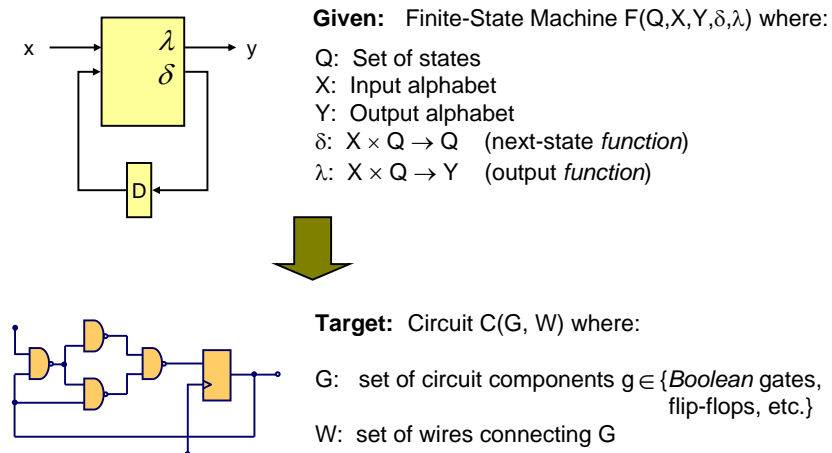 Given: Finite-State Machine F(Q,X,Y,δ,λ) where:
x
λ
y
δ
D
Q: Set of states
X: Input alphabet
Y: Output alphabet
δ: X × Q → Q (next-state function)
λ: X × Q → Y (output function)
Target: Circuit C(G, W) where:
G: set of circuit components g ∈ {Boolean gates,
flip-flops, etc.}
W: set of wires connecting G